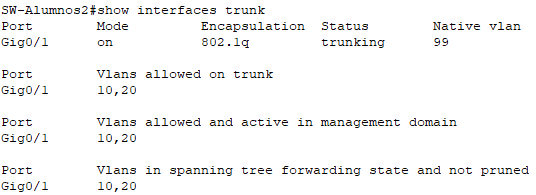 SW-Alumnos2#show interfaces trunk
Port        Mode         Encapsulation  Status        Native vlan
Gig0/1      on           802.1q         trunking      99
Port        Vlans allowed on trunk
Gig0/1      10,20
Port        Vlans allowed and active in management domain
Gig0/1      10,20
Port        Vlans in spanning tree forwarding state and not pruned
Gig0/1      10,20